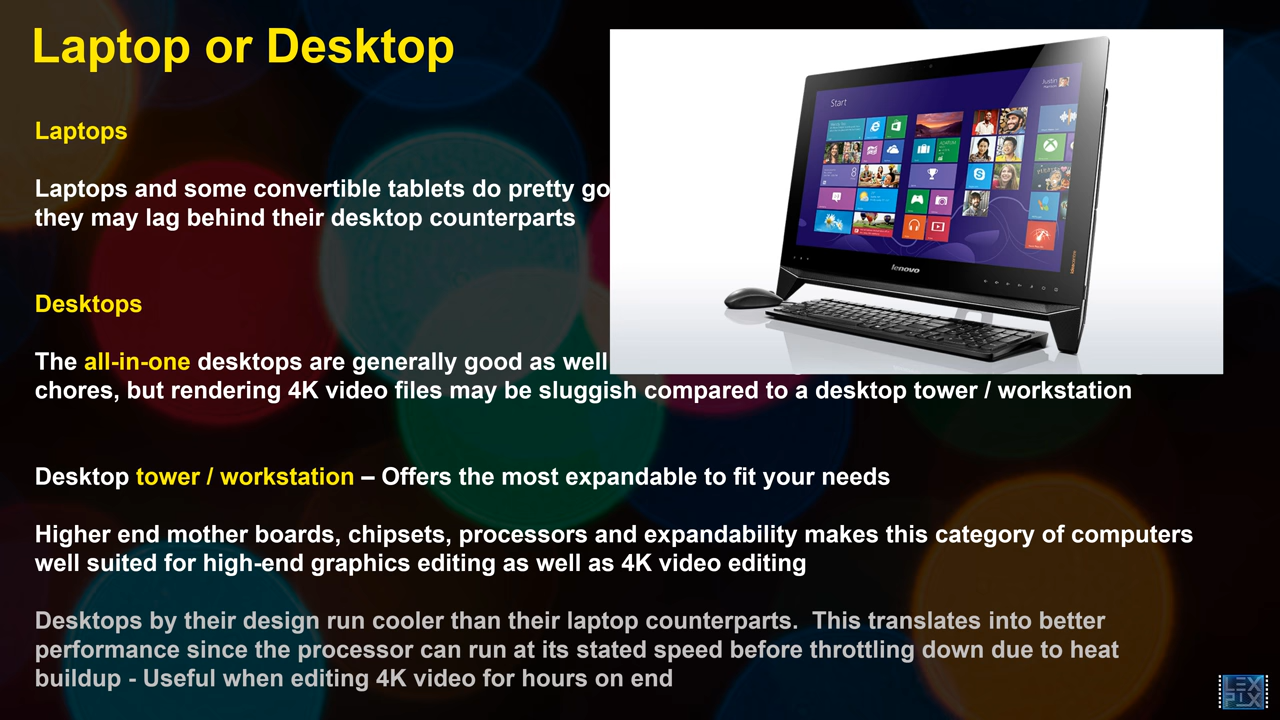 Laptop or Desktop
Laptops
Laptops and some convertible tablets do pretty
they may lag behind their desktop counterparts
Desktops
The all-in-one desktops are generally good as well
chores, but rendering 4K video files may be sluggish compared to a desktop tower / workstation
Desktop tower / workstation – Offers the most expandable to fit your needs
Higher end mother boards, chipsets, processors and expandability makes this category of computers
well suited for high-end graphics editing as well as 4K video editing
Desktops by their design run cooler than their laptop counterparts.  This translates into better
performance since the processor can run at its stated speed before throttling down due to heat
buildup - Useful when editing 4K video for hours on end
Start
Justin
lenovo
LEX
PIX